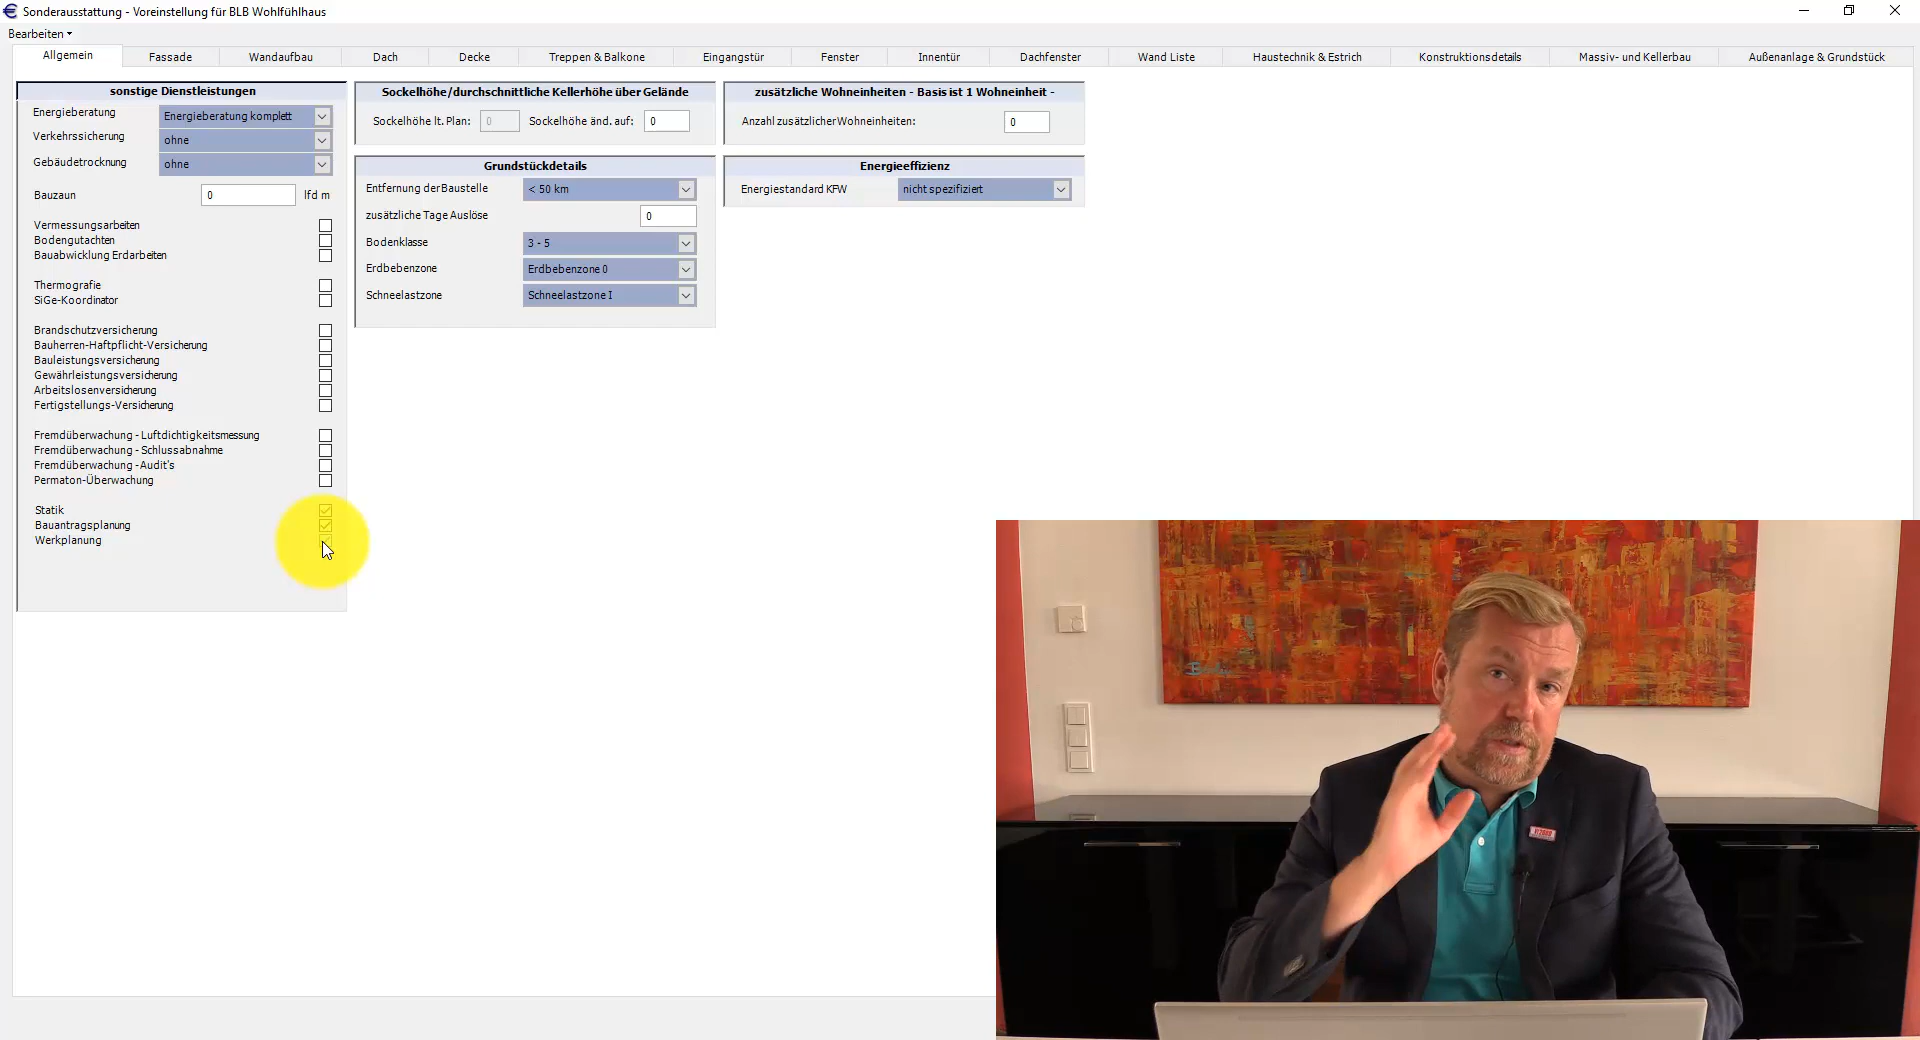 Sonderausstattung - Voreinstellung für BLB Wohlfühlhaus
Bearbeiten
Allgemein
Fassade
Wandaufbau
Dach
Decke
Treppen & Balkone
Eingangstür
Fenster
Innentür
Dachfenster
Wand Liste
Haustechnik & Estrich
Konstruktionsdetails
Massiv- und Kellerbau
Außenanlage & Grundstück
sonstige Dienstleistungen
Energieberatung
Energieberatung komplett
Verkehrssicherung
ohne
Gebäudetrocknung
ohne
Bauzaun
0
lfd m
Vermessungsarbeiten
Bodengutachten
Bauabwicklung Erdarbeiten
Thermografie
SiGe-Koordinator
Brandschutzversicherung
Bauherren-Haftpflicht-Versicherung
Bauleistungsversicherung
Gewährleistungsversicherung
Arbeitslosenversicherung
Fertigstellungs-Versicherung
Fremdüberwachung - Luftdichtigkeitsmessung
Fremdüberwachung - Schlussabnahme
Fremdüberwachung - Audit's
Permaton-Überwachung
Statik
Bauantragsplanung
Werkplanung
Sockelhöhe/durchschnittliche Kellerhöhe über Gelände
Sockelhöhe lt. Plan:
0
Sockelhöhe änd. auf:
0
Grundstückdetails
Entfernung der Baustelle
< 50 km
zusätzliche Tage Auslöse
0
Bodenklasse
3 - 5
Erdbebenzone
Erdbebenzone 0
Schneelastzone
Schneelastzone I
zusätzliche Wohneinheiten - Basis ist 1 Wohneinheit -
Anzahl zusätzlicher Wohneinheiten:
0
Energieeffizienz
Energiestandard KFW
nicht spezifiziert